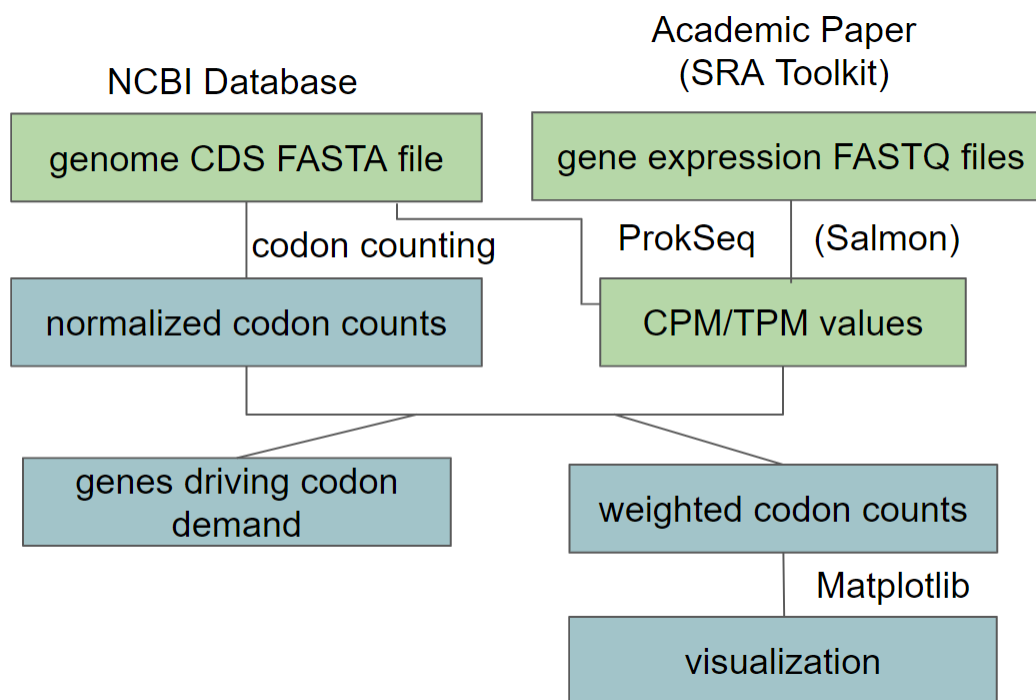 Academic Paper
(SRA Toolkit)
NCBI Database
genome CDS FASTA file
gene expression FASTQ files
codon counting
ProkSeq
(Salmon)
normalized codon counts
CPM/TPM values
genes driving codon
demand
weighted codon counts
Matplotlib
visualization